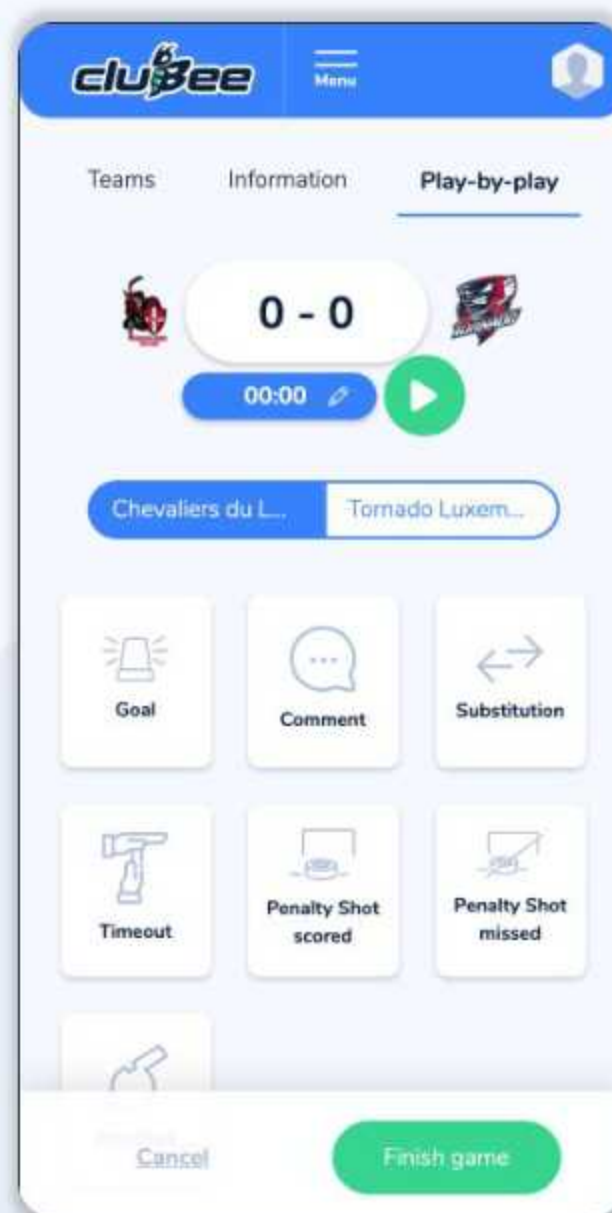 cluBee
Menu
Teams Information Play-by-play
0 - 0
00:00
Chevaliers du L... Tornado Luxem...
Goal Comment Substitution
Timeout Penalty Shot scored Penalty Shot missed
Cancel Finish game